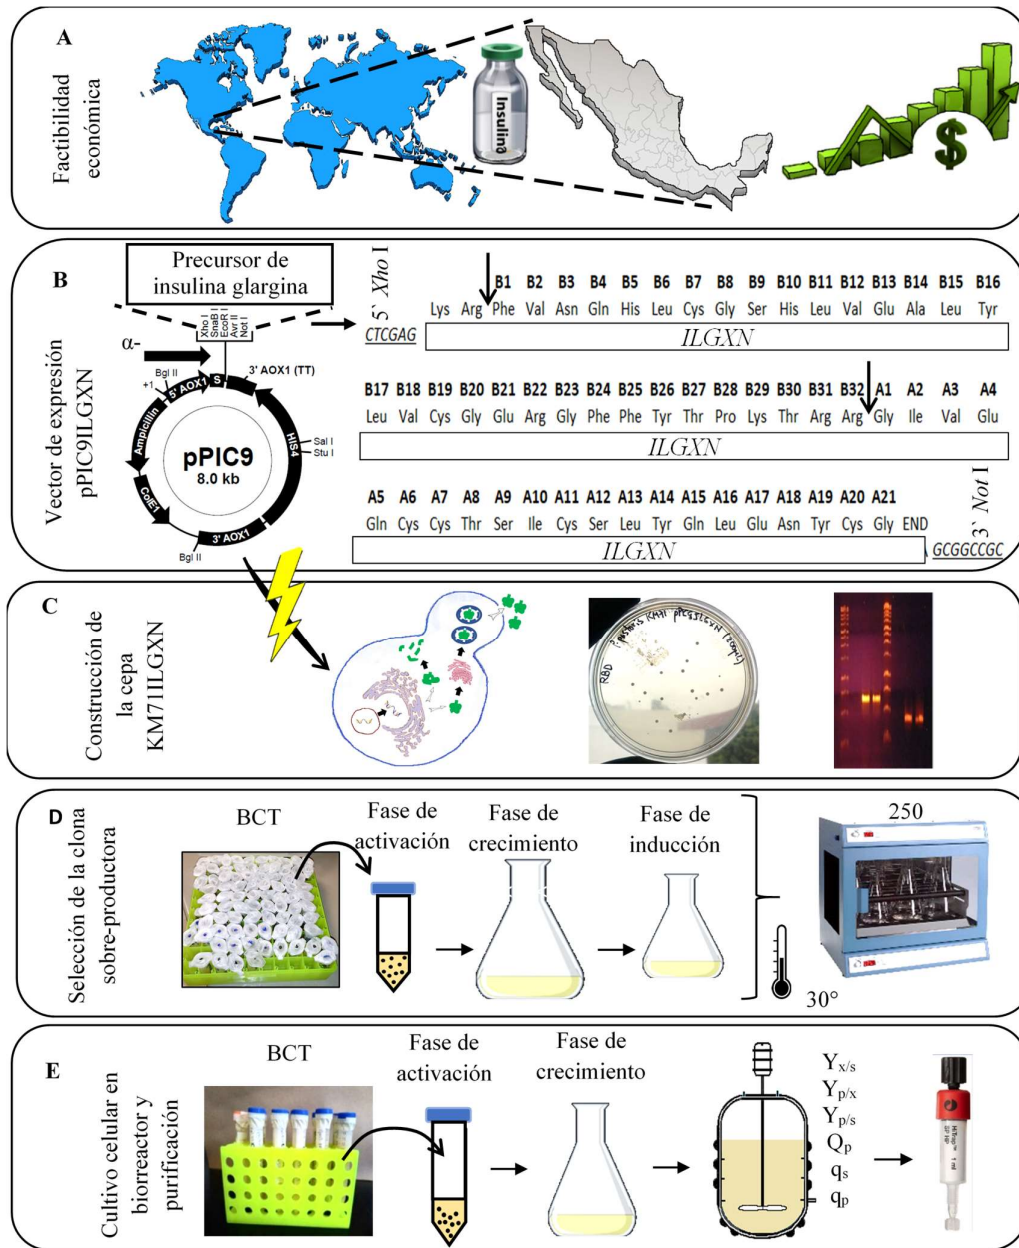 A
Factibilidad
económica
Insulina
$
B
Vector de expresión
pPIC9ILGXN
Precursor de
insulina glargina
Xho I
SnaB I
EcoR I
Avr II
Not I
α-
Bgl II
+1
5' AOX1
S
3' AOX1 (TT)
Ampicillin
HIS4
Sal I
Stu I
pPIC9
8.0 kb
ColE1
3' AOX1
Bgl II
5` Xho I
CTCGAG
B1 B2 B3 B4 B5 B6 B7 B8 B9 B10 B11 B12 B13 B14 B15 B16
Lys Arg Phe Val Asn Gln His Leu Cys Gly Ser His Leu Val Glu Ala Leu Tyr
ILGXN
B17 B18 B19 B20 B21 B22 B23 B24 B25 B26 B27 B28 B29 B30 B31 B32 A1 A2 A3 A4
Leu Val Cys Gly Glu Arg Gly Phe Phe Tyr Thr Pro Lys Thr Arg Arg Gly Ile Val Glu
ILGXN
A5 A6 A7 A8 A9 A10 A11 A12 A13 A14 A15 A16 A17 A18 A19 A20 A21
Gln Cys Cys Thr Ser Ile Cys Ser Leu Tyr Gln Leu Glu Asn Tyr Cys Gly END
ILGXN
GCGGCCGC
3` Not I
C
Construcción de
la cepa
KM71ILGXN
RBD
D
Selección de la clona
sobre-productora
BCT
Fase de
activación
Fase de
crecimiento
Fase de
inducción
250
30°
E
Cultivo celular en
biorreactor y
purificación
BCT
Fase de
activación
Fase de
crecimiento
Yx/s
Yp/x
Yp/s
Qp
qs
qp
HiTrap™
SP HP
1 ml